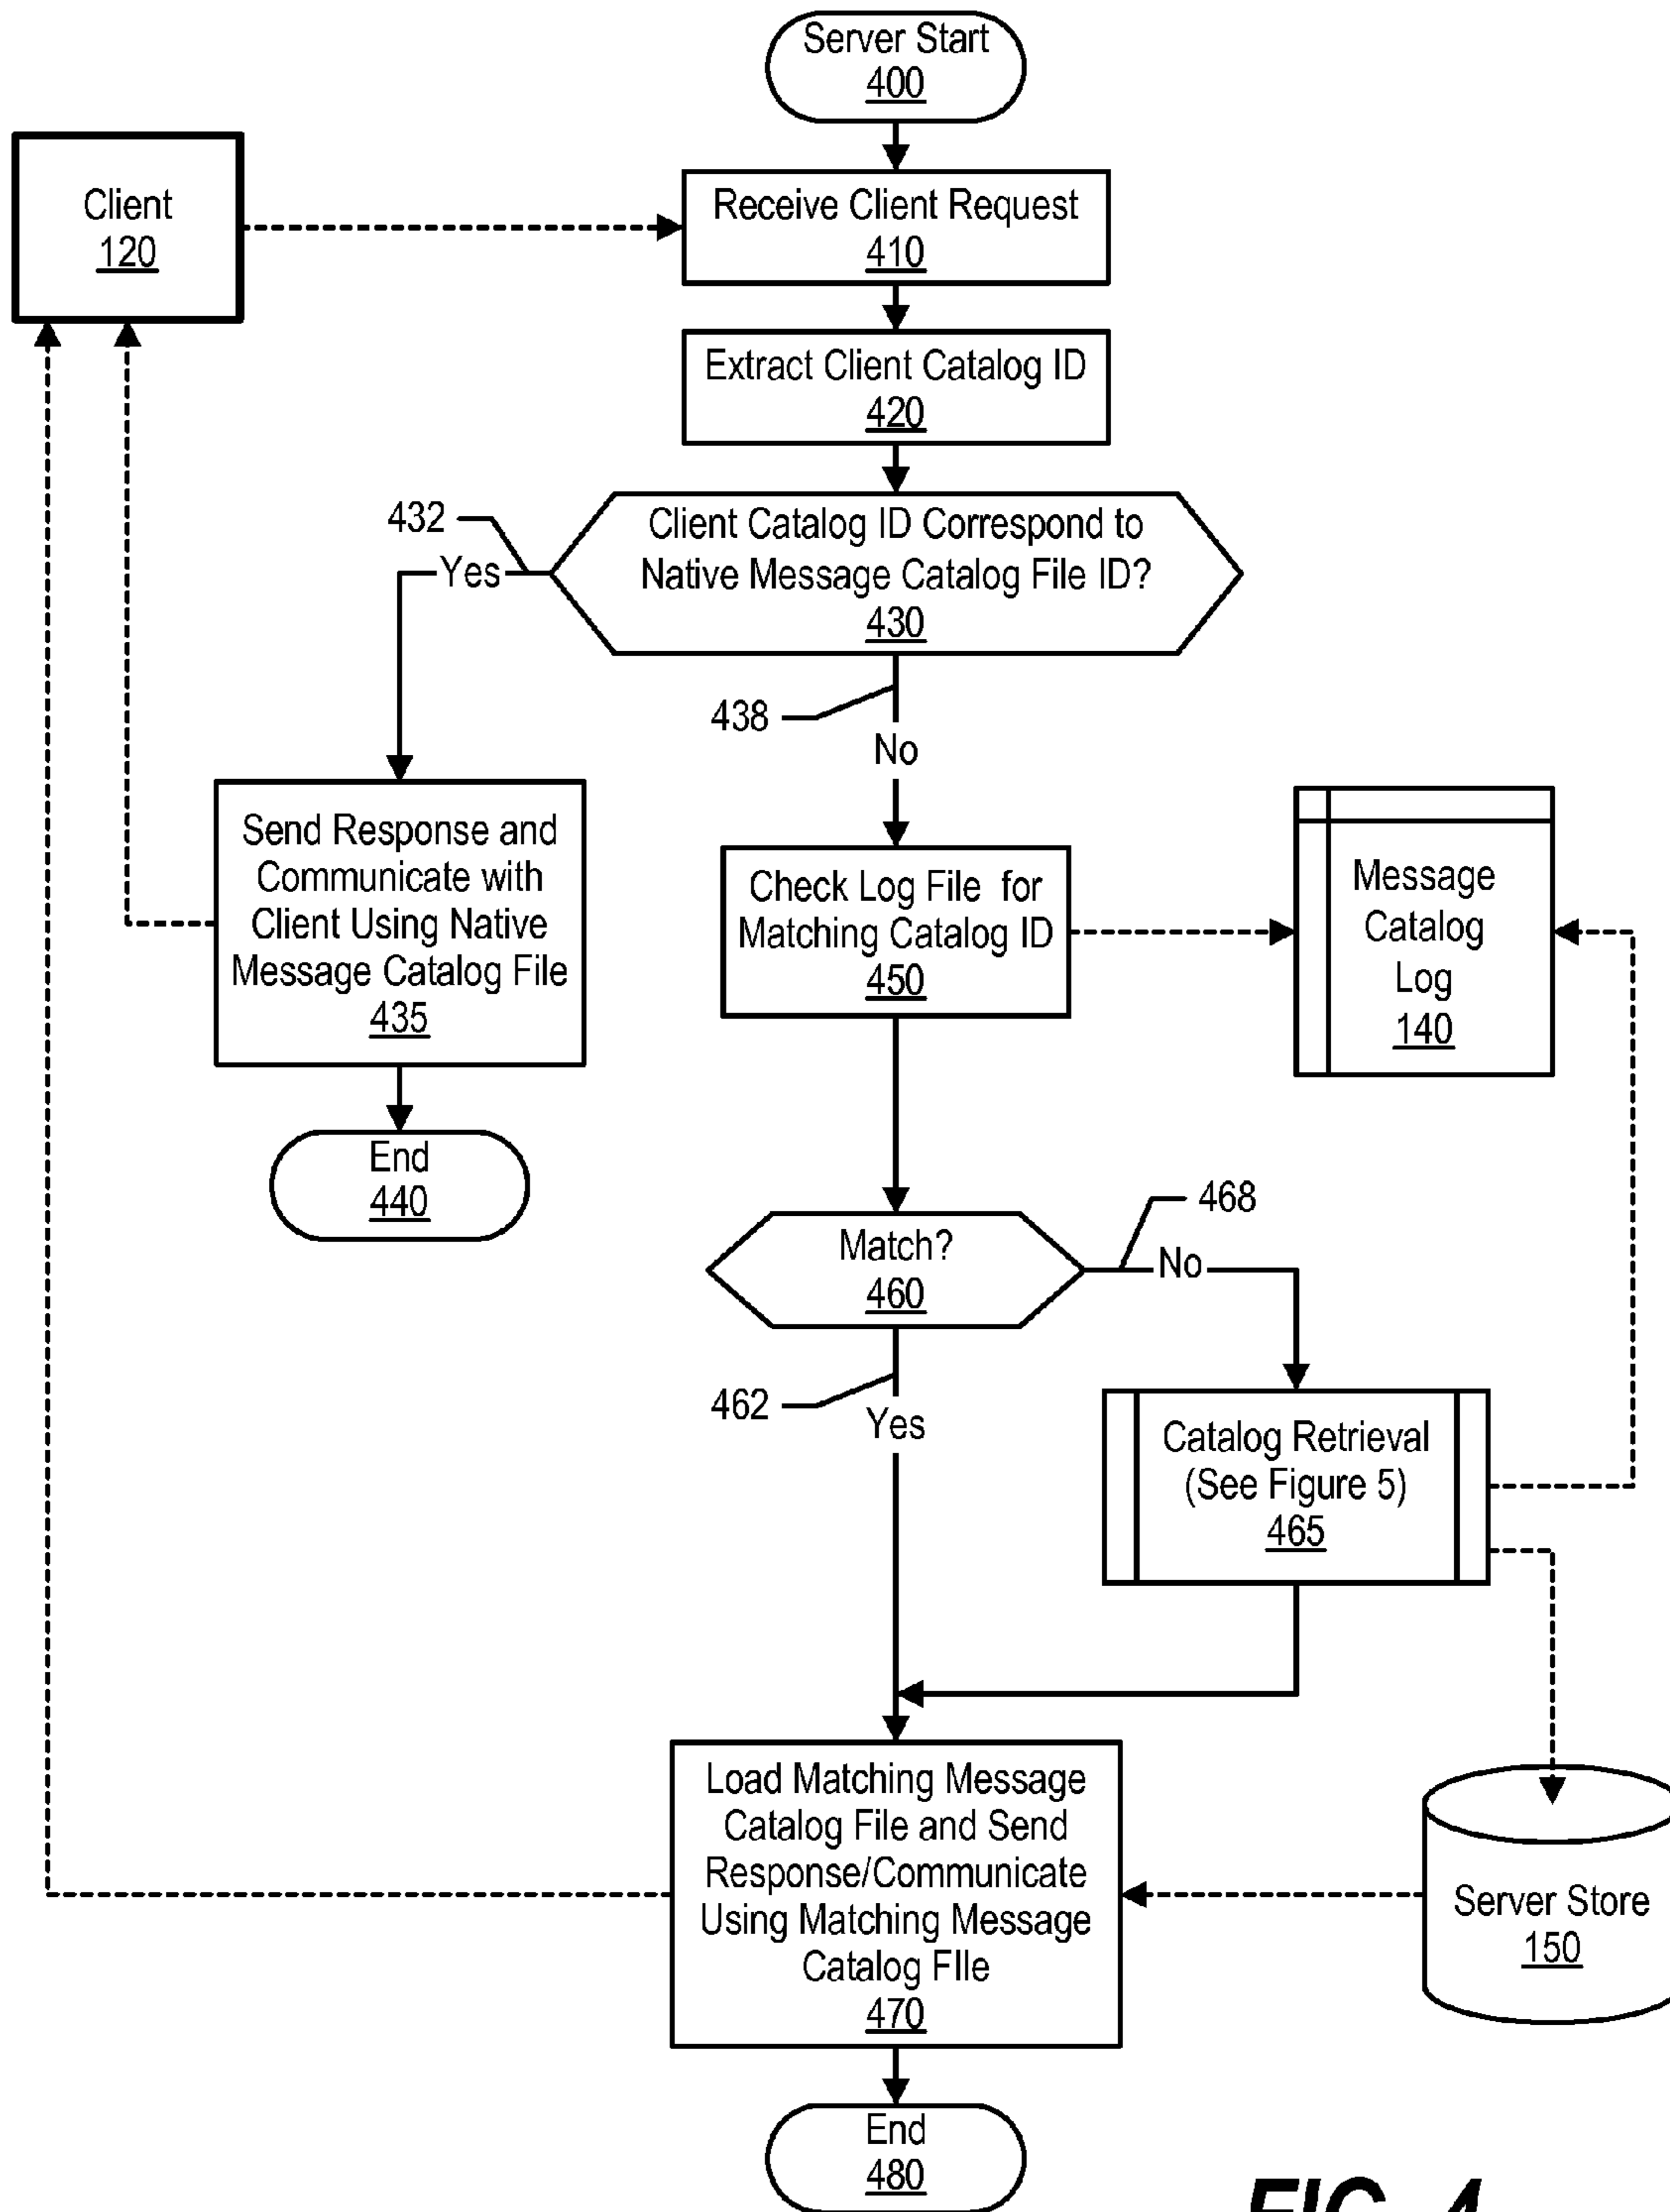 Server Start
400
Client
120
Receive Client Request
410
Extract Client Catalog ID
420
432
Yes
Client Catalog ID Correspond to
Native Message Catalog File ID?
430
438
No
Send Response and
Communicate with
Client Using Native
Message Catalog File
435
End
440
Check Log File for
Matching Catalog ID
450
Message
Catalog
Log
140
Match?
460
468
No
462
Yes
Catalog Retrieval
(See Figure 5)
465
Load Matching Message
Catalog File and Send
Response/Communicate
Using Matching Message
Catalog FIle
470
Server Store
150
End
480
FIG. 4